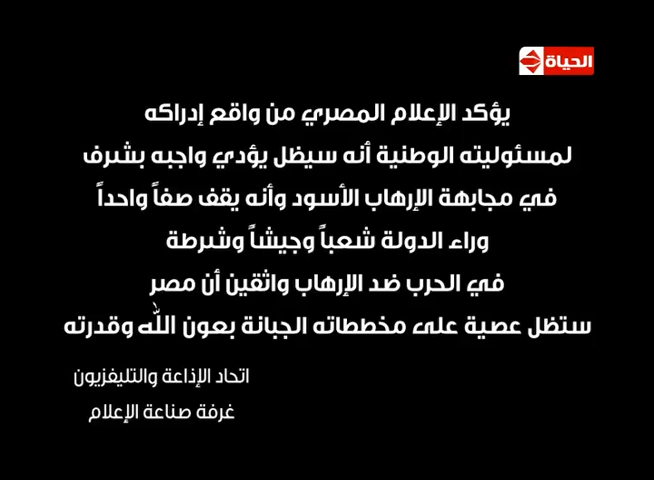 الحياة
يؤكد الإعلام المصري من واقع إدراكه
لمسئوليته الوطنية أنه سيظل يؤدي واجبه بشرف
في مجابهة الإرهاب الأسود وأنه يقف صفاً واحداً
وراء الدولة شعباً وجيشاً وشرطة
في الحرب ضد الإرهاب واثقين أن مصر
ستظل عصية على مخططاته الجبانة بعون الله وقدرته
اتحاد الإذاعة والتليفزيون
غرفة صناعة الإعلام